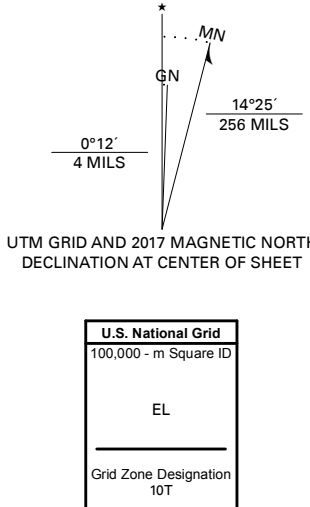 ★
MN
GN
14°25´
256 MILS
0°12´
4 MILS
UTM GRID AND 2017 MAGNETIC NORTH
DECLINATION AT CENTER OF SHEET
U.S. National Grid
100,000 - m Square ID
EL
Grid Zone Designation
10T